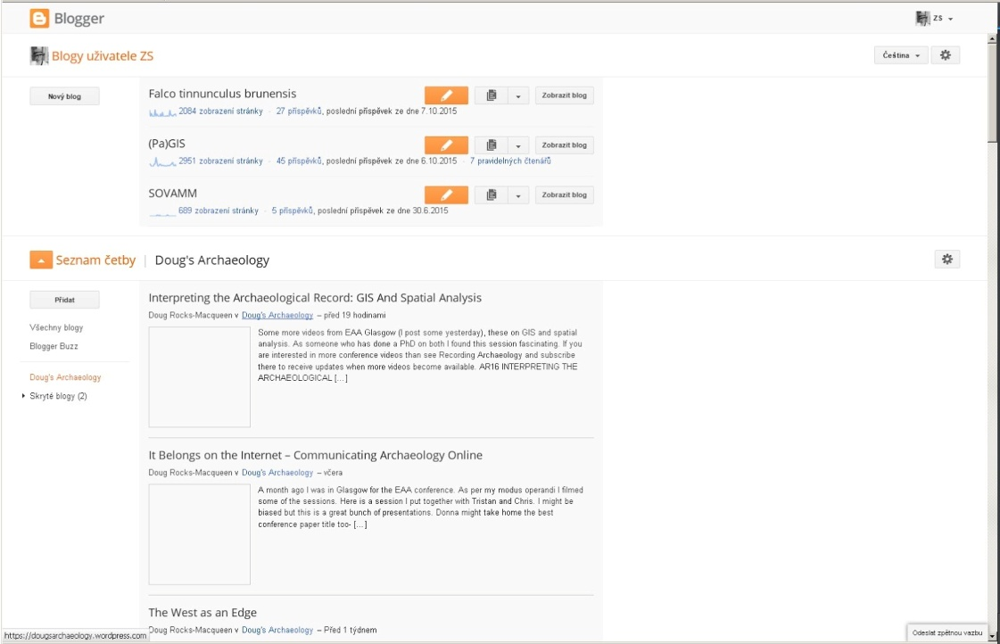 Blogger
ZS
Blogy uživatele ZS
Čeština
Nový blog
Falco tinnunculus brunensis
Zobrazit blog
2084 zobrazení stránky · 27 příspěvků, poslední příspěvek ze dne 7.10.2015
(Pa)GIS
Zobrazit blog
2951 zobrazení stránky · 45 příspěvků, poslední příspěvek ze dne 6.10.2015 · 7 pravidelných čtenářů
SOVAMM
Zobrazit blog
689 zobrazení stránky · 5 příspěvků, poslední příspěvek ze dne 30.6.2015
Seznam četby | Doug's Archaeology
Přidat
Všechny blogy
Blogger Buzz
Doug's Archaeology
Skryté blogy (2)
Interpreting the Archaeological Record: GIS And Spatial Analysis
Doug Rocks-Macqueen v Doug's Archaeology – před 19 hodinami
Some more videos from EAA Glasgow (I post some yesterday), these on GIS and spatial
analysis. As someone who has done a PhD on both I found this session fascinating. If you
are interested in more conference videos than see Recording Archaeology and subscribe
there to receive updates when more videos become available. AR16 INTERPRETING THE
ARCHAEOLOGICAL [...]
It Belongs on the Internet – Communicating Archaeology Online
Doug Rocks-Macqueen v Doug's Archaeology – včera
A month ago I was in Glasgow for the EAA conference. As per my modus operandi I filmed
some of the sessions. Here is a session I put together with Tristan and Chris. I might be
biased but this is a great bunch of presentations. Donna might take home the best
conference paper title too- [...]
The West as an Edge
Doug Rocks-Macqueen v Doug's Archaeology – Před 1 týdnem
https://dougsarchaeology.wordpress.com
Odeslat zpětnou vazbu